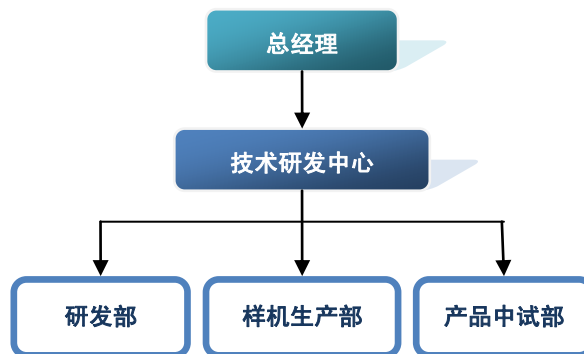 总经理
技术研发中心
研发部
样机生产部
产品中试部